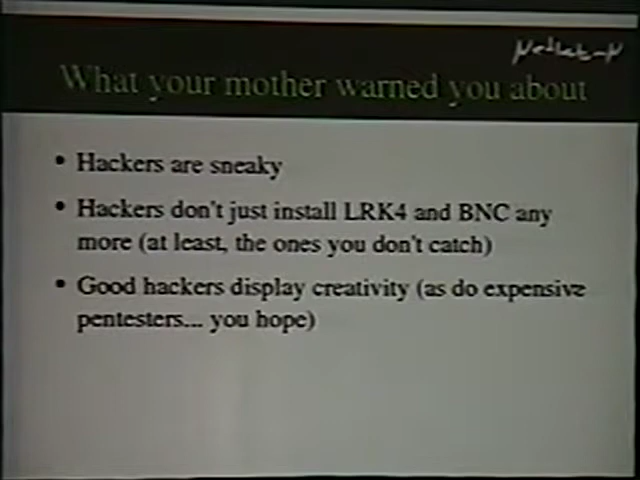 What your mother warned you about
• Hackers are sneaky
• Hackers don't just install LRK4 and BNC any
more (at least, the ones you don't catch)
• Good hackers display creativity (as do expensive
pentesters... you hope)